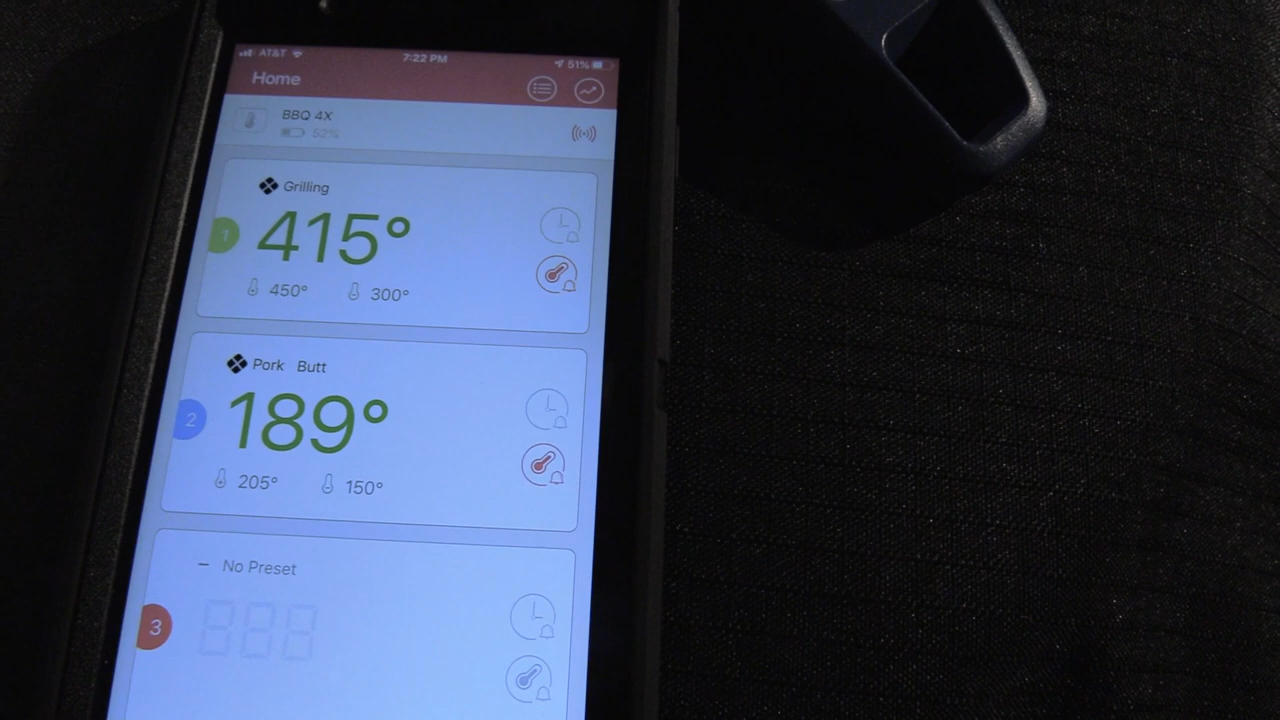 AT&T 7:22 PM 51%
Home
BBQ 4X
52%
Grilling
1
415°
450° 300°
Pork Butt
2
189°
205° 150°
– No Preset
3